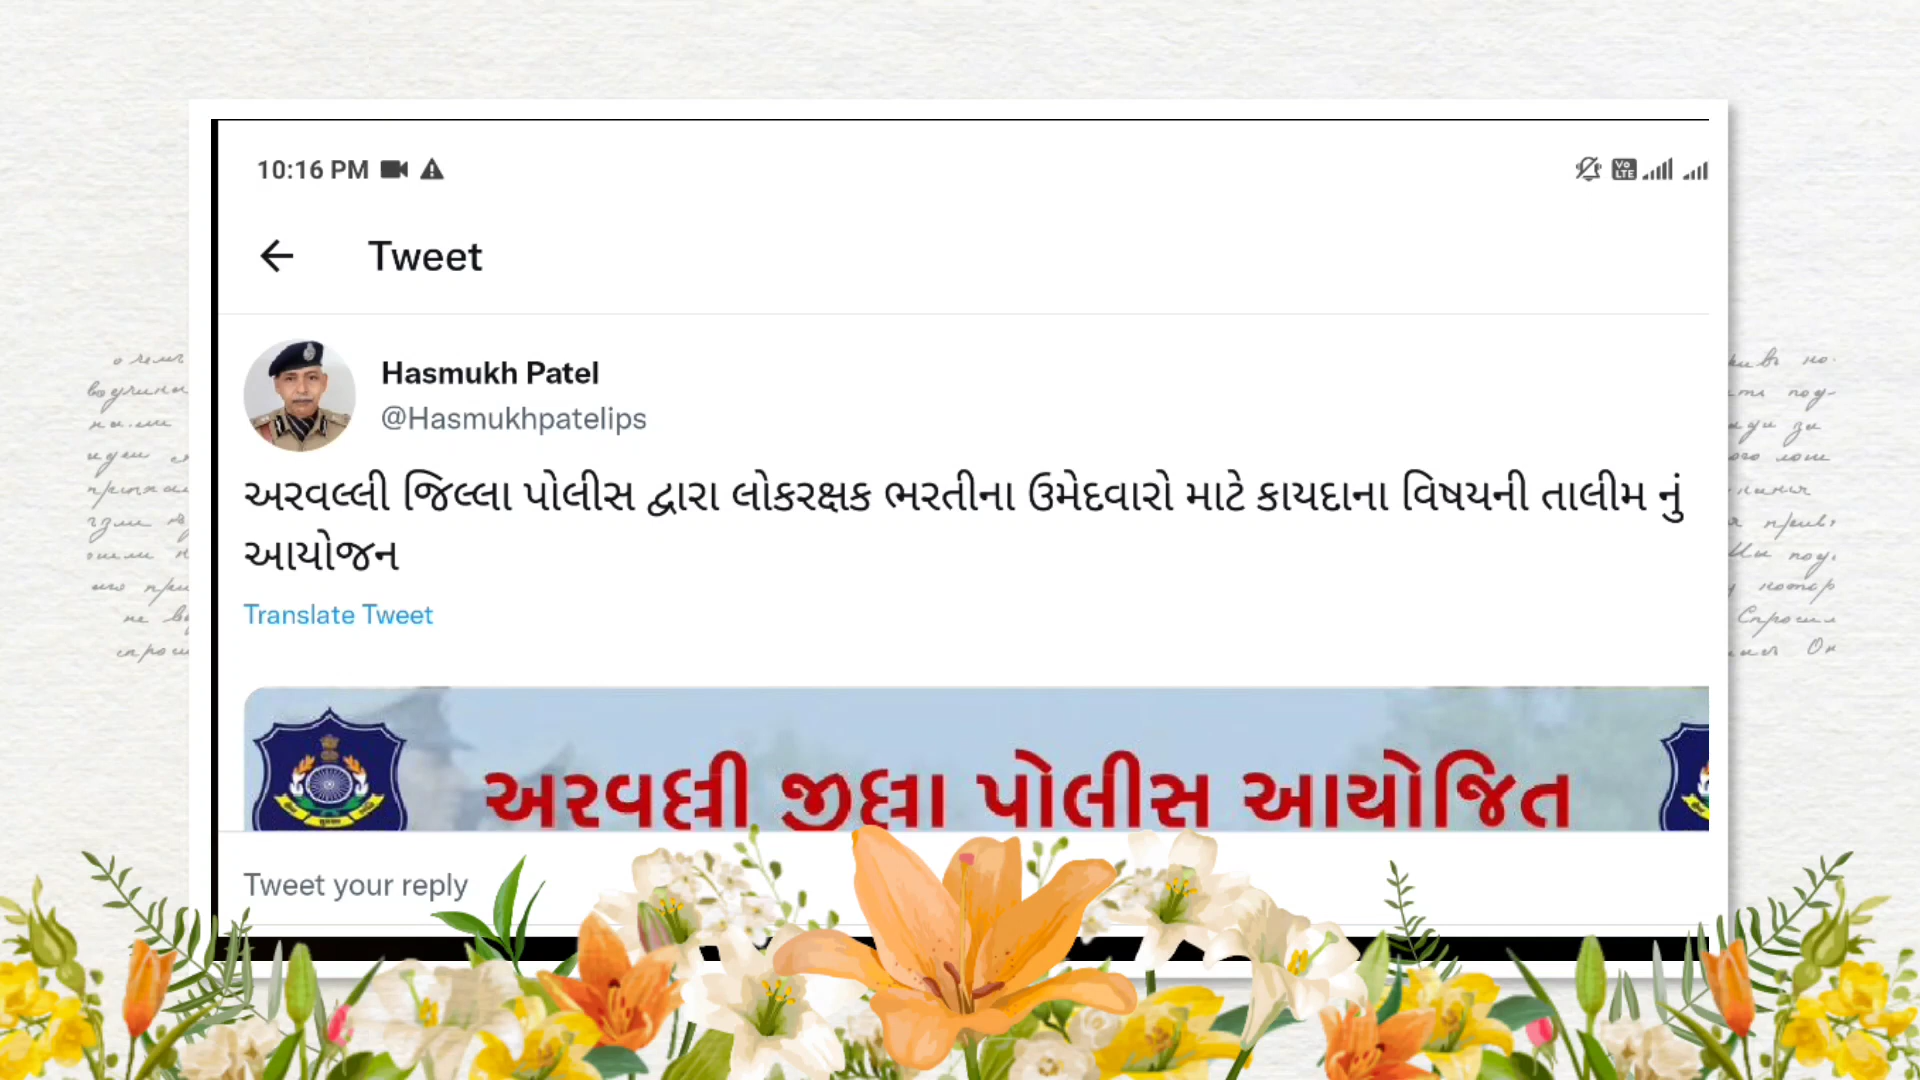 10:16 PM
Tweet
Hasmukh Patel
@Hasmukhpatelips
અરવલ્લી જિલ્લા પોલીસ દ્વારા લોકરક્ષક ભરતીના ઉમેદવારો માટે કાયદાના વિષયની તાલીમ નું
આયોજન
Translate Tweet
અરવલ્લી જીલ્લા પોલીસ આયોજિત
Tweet your reply